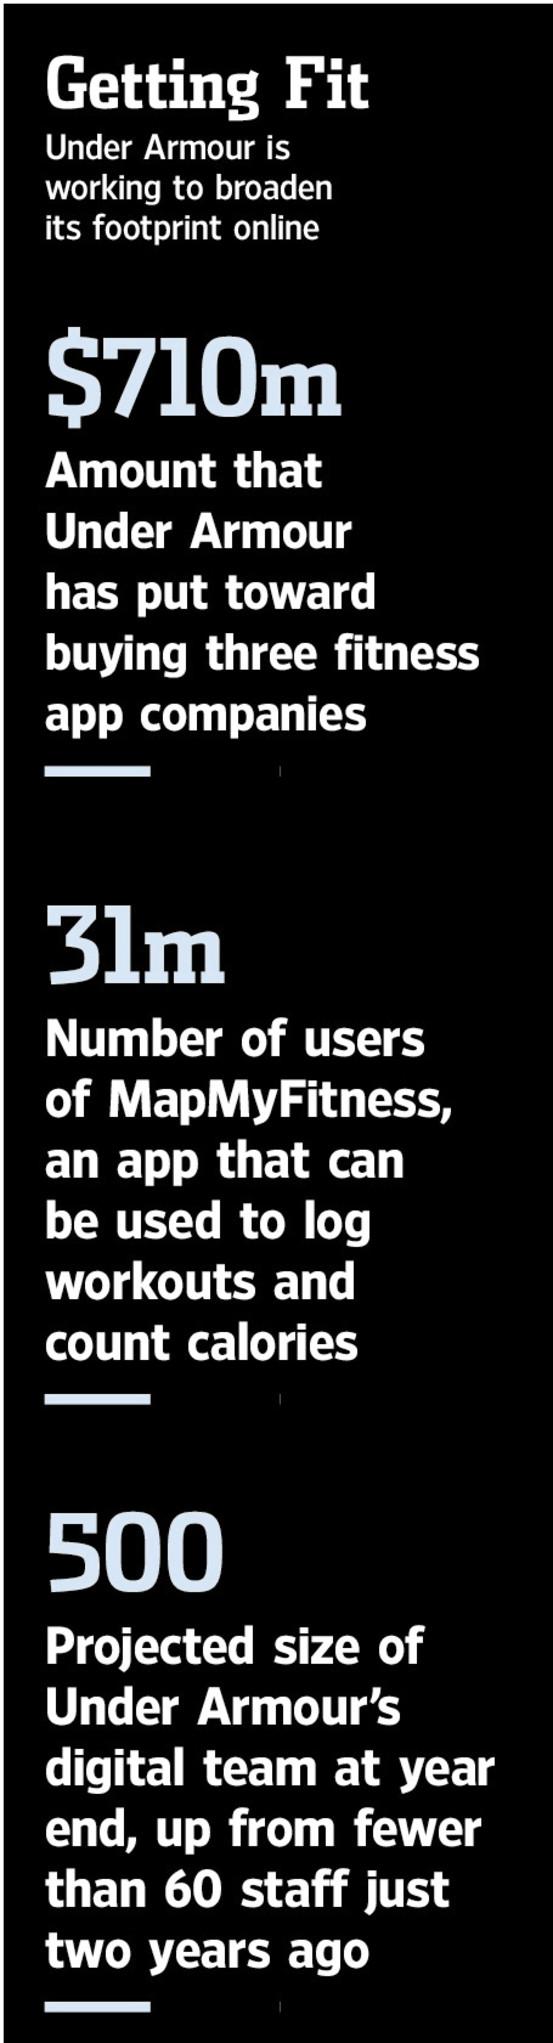 Getting Fit
Under Armour is
working to broaden
its footprint online
$710m
Amount that
Under Armour
has put toward
buying three fitness
app companies
31m
Number of users
of MapMyFitness,
an app that can
be used to log
workouts and
count calories
500
Projected size of
Under Armour’s
digital team at year
end, up from fewer
than 60 staff just
two years ago